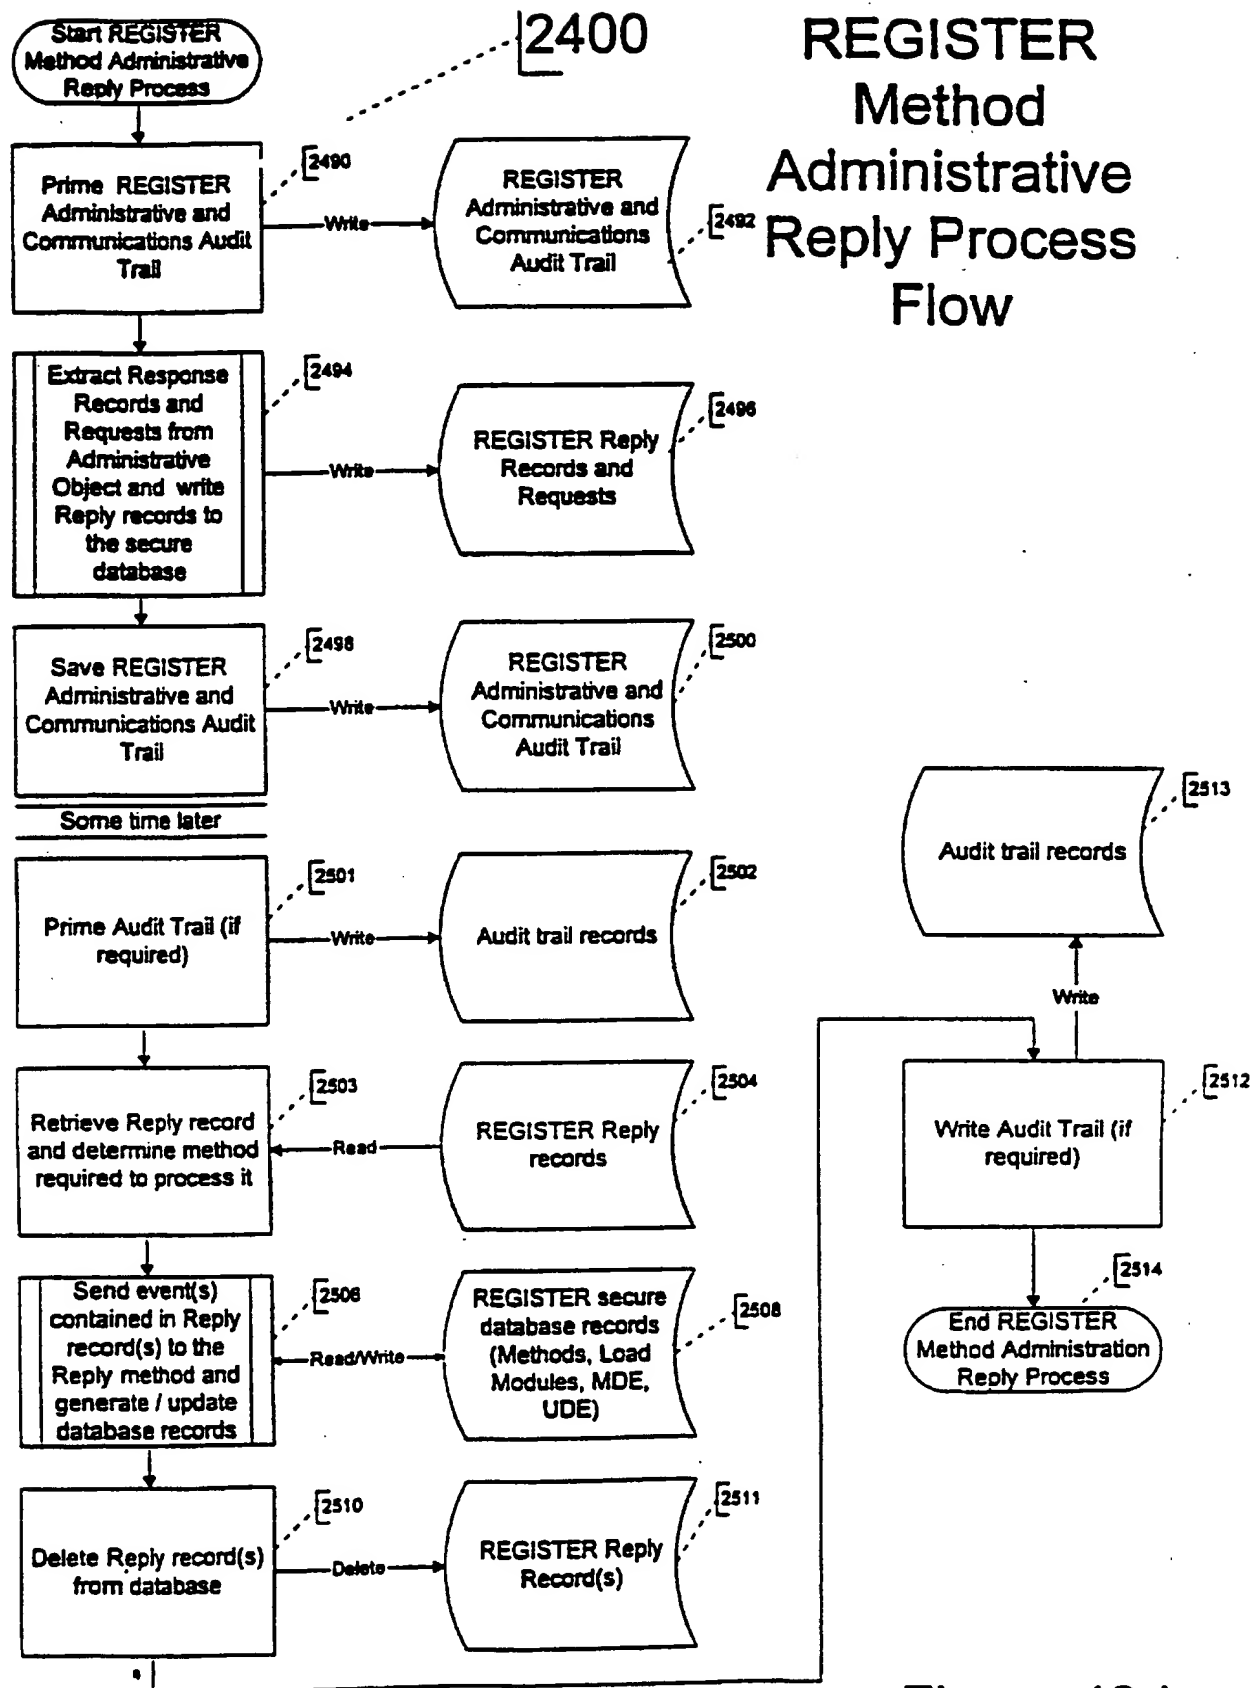 Start REGISTER
Method Administrative
Reply Process
2400
REGISTER
Method
Administrative
Reply Process
Flow
Prime REGISTER
Administrative and
Communications Audit
Trail
2490
Write
REGISTER
Administrative and
Communications
Audit Trail
2492
Extract Response
Records and
Requests from
Administrative
Object and write
Reply records to
the secure
database
2494
Write
REGISTER Reply
Records and
Requests
2496
Save REGISTER
Administrative and
Communications Audit
Trail
2498
Write
REGISTER
Administrative and
Communications
Audit Trail
2500
Some time later
Prime Audit Trail (if
required)
2501
Write
Audit trail records
2502
Retrieve Reply record
and determine method
required to process it
2503
Read
REGISTER Reply
records
2504
Send event(s)
contained in Reply
record(s) to the
Reply method and
generate / update
database records
2506
Read/Write
REGISTER secure
database records
(Methods, Load
Modules, MDE,
UDE)
2508
Delete Reply record(s)
from database
2510
Delete
REGISTER Reply
Record(s)
2511
Audit trail records
2513
Write
Write Audit Trail (if
required)
2512
2514
End REGISTER
Method Administration
Reply Process